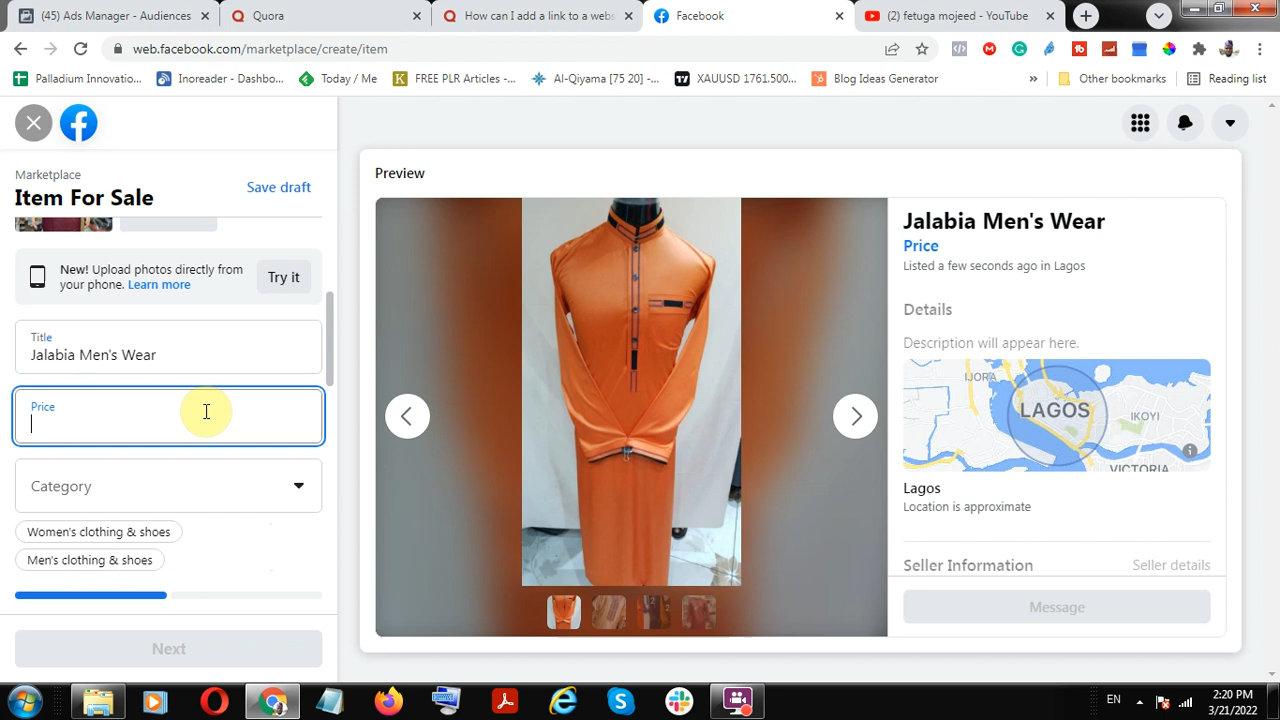 (45) Ads Manager - Audiences
Quora
How can I add a link to a webs
Facebook
(2) fetuga mojeed - YouTube
web.facebook.com/marketplace/create/item
Palladium Innovatio...
Inoreader - Dashbo...
Today / Me
FREE PLR Articles -...
Al-Qiyama [75 20] -...
XAUUSD 1761.500...
Blog Ideas Generator
»
Other bookmarks
Reading list
Marketplace
Item For Sale
Save draft
New! Upload photos directly from
your phone. Learn more
Try it
Title
Jalabia Men's Wear
Price
Category
Women's clothing & shoes
Men's clothing & shoes
Next
Preview
Jalabia Men's Wear
Price
Listed a few seconds ago in Lagos
Details
Description will appear here.
IJORA
LAGOS
IKOYI
VICTORIA
Lagos
Location is approximate
Seller Information
Seller details
Message
EN
2:20 PM
3/21/2022